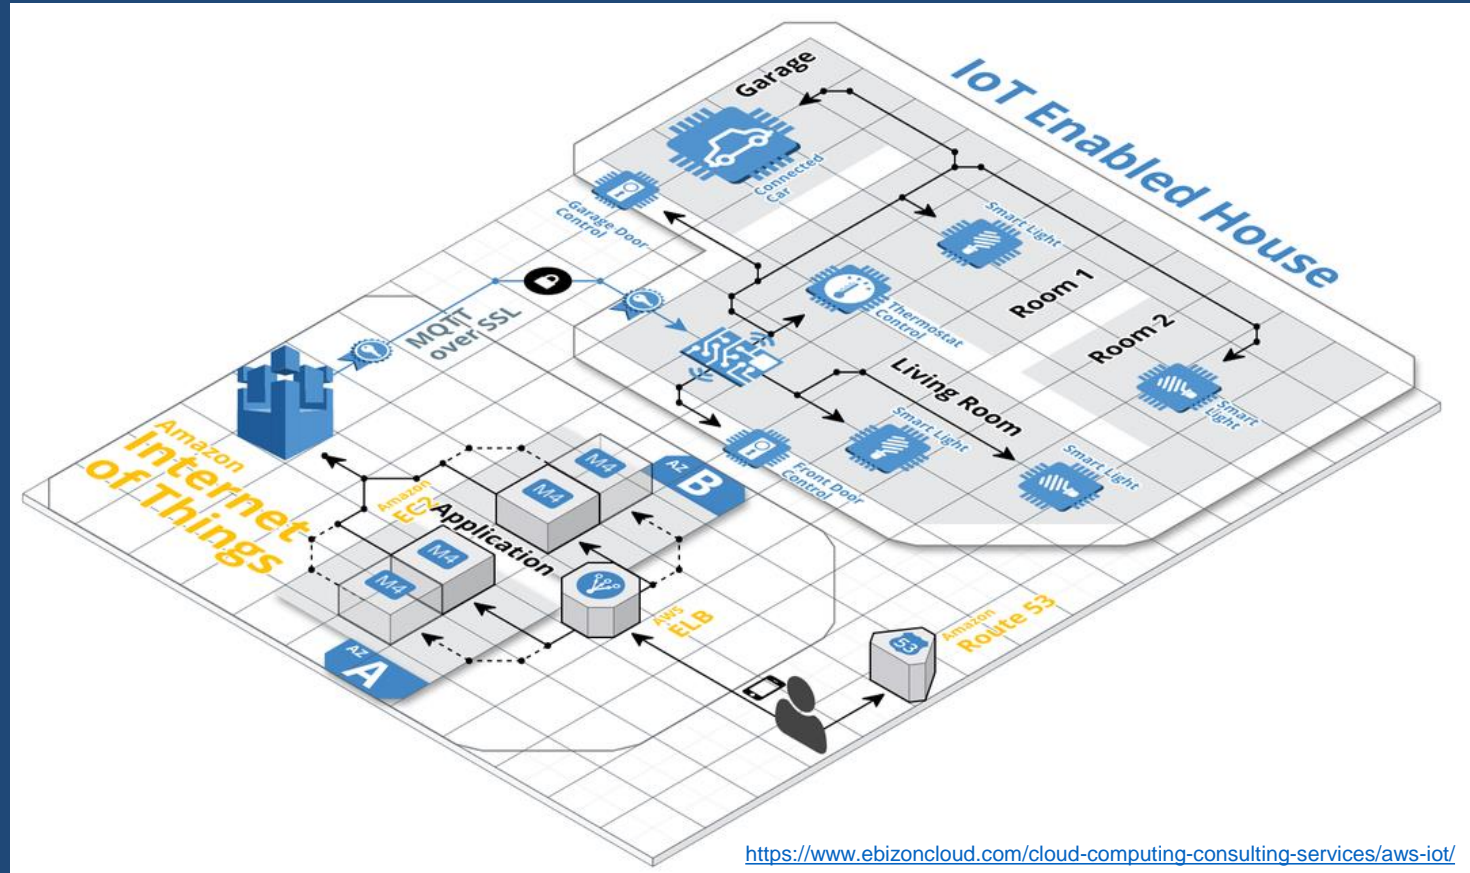 IoT Enabled House
Garage
Connected
Car
Garage Door
Control
Smart Light
Room 1
Thermostat
Control
Room 2
Smart
Light
Living Room
Smart Light
Smart Light
Front Door
Control
MQTT
over SSL
Amazon
Internet
of Things
Amazon
EC2
Application
M4
M4
M4
M4
AZ
B
AZ
A
AWS
ELB
53
Amazon
Route 53
https://www.ebizoncloud.com/cloud-computing-consulting-services/aws-iot/